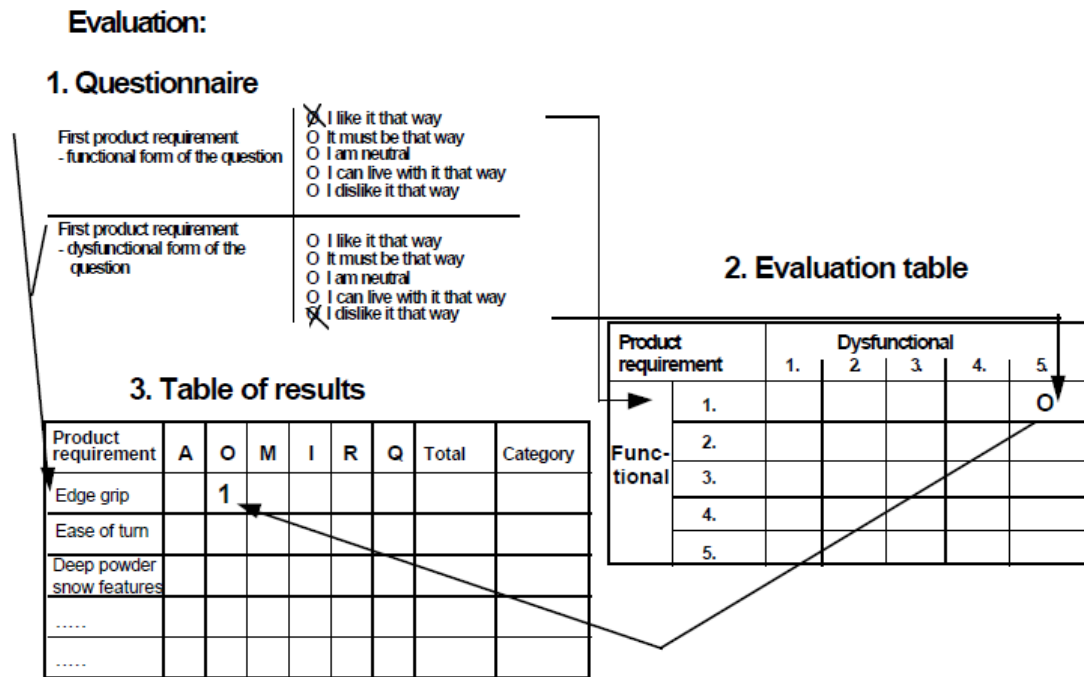 Evaluation:
1. Questionnaire
First product requirement
- functional form of the question
O I like it that way
O It must be that way
O I am neutral
O I can live with it that way
O I dislike it that way
First product requirement
- dysfunctional form of the
question
O I like it that way
O It must be that way
O I am neutral
O I can live with it that way
O I dislike it that way
2. Evaluation table
Product
requirement
Dysfunctional
1. 2. 3. 4. 5.
Func-
tional
1. O
2.
3.
4.
5.
3. Table of results
Product
requirement A O M I R Q Total Category
Edge grip 1
Ease of turn
Deep powder
snow features
.....
.....